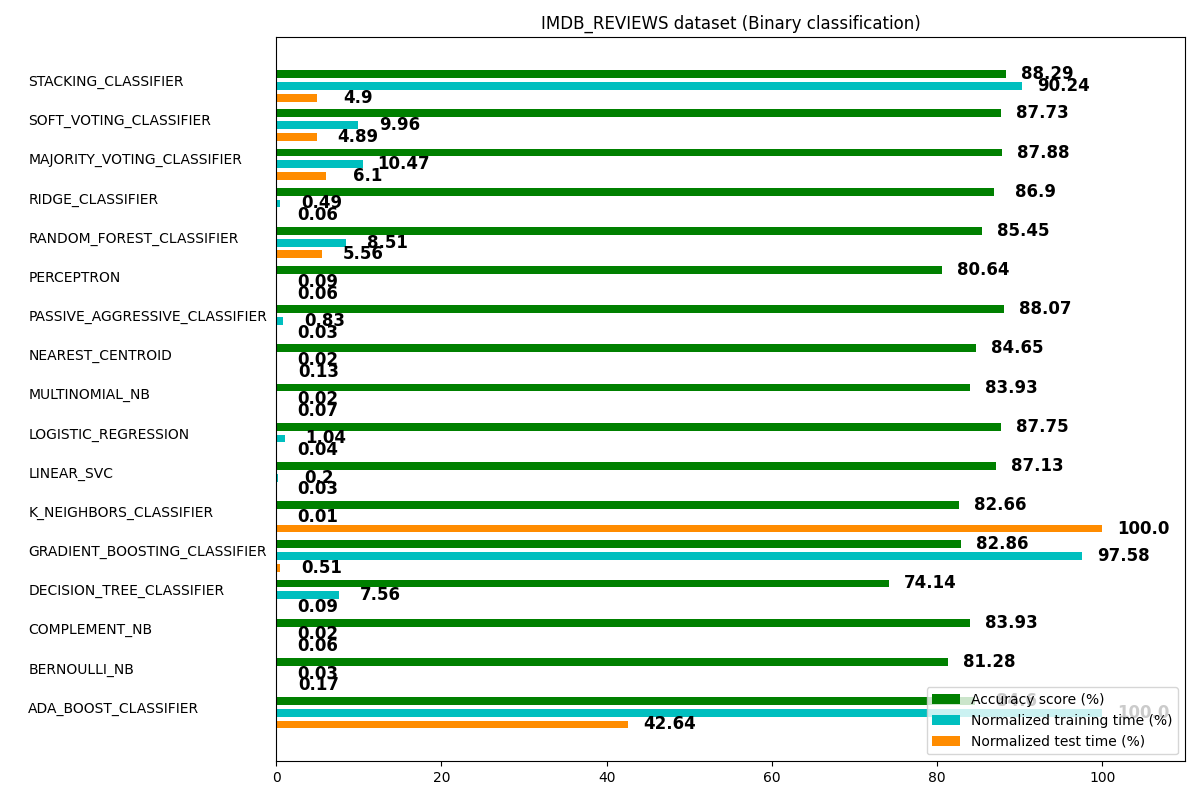 IMDB_REVIEWS dataset (Binary classification)
STACKING_CLASSIFIER
88.29
90.24
4.9
SOFT_VOTING_CLASSIFIER
87.73
9.96
4.89
MAJORITY_VOTING_CLASSIFIER
87.88
10.47
6.1
RIDGE_CLASSIFIER
86.9
0.49
0.06
RANDOM_FOREST_CLASSIFIER
85.45
8.51
5.56
PERCEPTRON
80.64
0.09
0.06
PASSIVE_AGGRESSIVE_CLASSIFIER
88.07
0.83
0.03
NEAREST_CENTROID
84.65
0.02
0.13
MULTINOMIAL_NB
83.93
0.02
0.07
LOGISTIC_REGRESSION
87.75
1.04
0.04
LINEAR_SVC
87.13
0.2
0.03
K_NEIGHBORS_CLASSIFIER
82.66
0.01
100.0
GRADIENT_BOOSTING_CLASSIFIER
82.86
97.58
0.51
DECISION_TREE_CLASSIFIER
74.14
7.56
0.09
COMPLEMENT_NB
83.93
0.02
0.06
BERNOULLI_NB
81.28
0.03
0.17
ADA_BOOST_CLASSIFIER
100.0
42.64
Accuracy score (%)
Normalized training time (%)
Normalized test time (%)
0 20 40 60 80 100